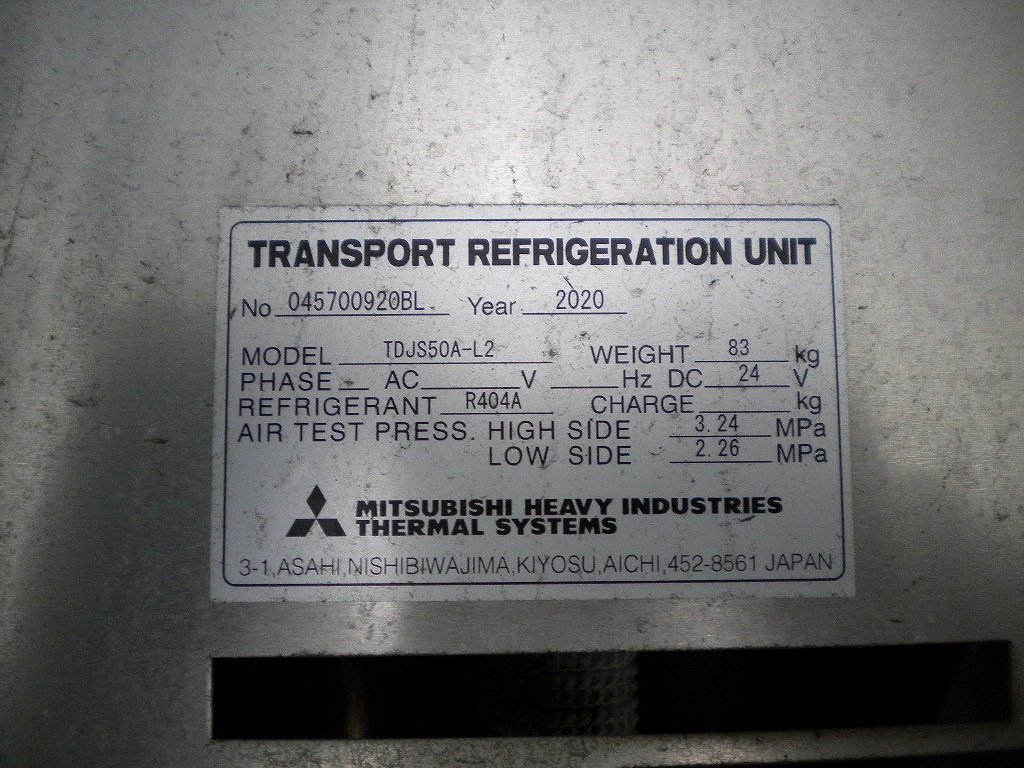 TRANSPORT REFRIGERATION UNIT
No 045700920BL Year 2020
MODEL TDJS50A-L2 WEIGHT 83 kg
PHASE AC V Hz DC 24 V
REFRIGERANT R404A CHARGE kg
AIR TEST PRESS. HIGH SIDE 3.24 MPa
LOW SIDE 2.26 MPa
MITSUBISHI HEAVY INDUSTRIES
THERMAL SYSTEMS
3-1,ASAHI,NISHIBIWAJIMA,KIYOSU,AICHI,452-8561 JAPAN